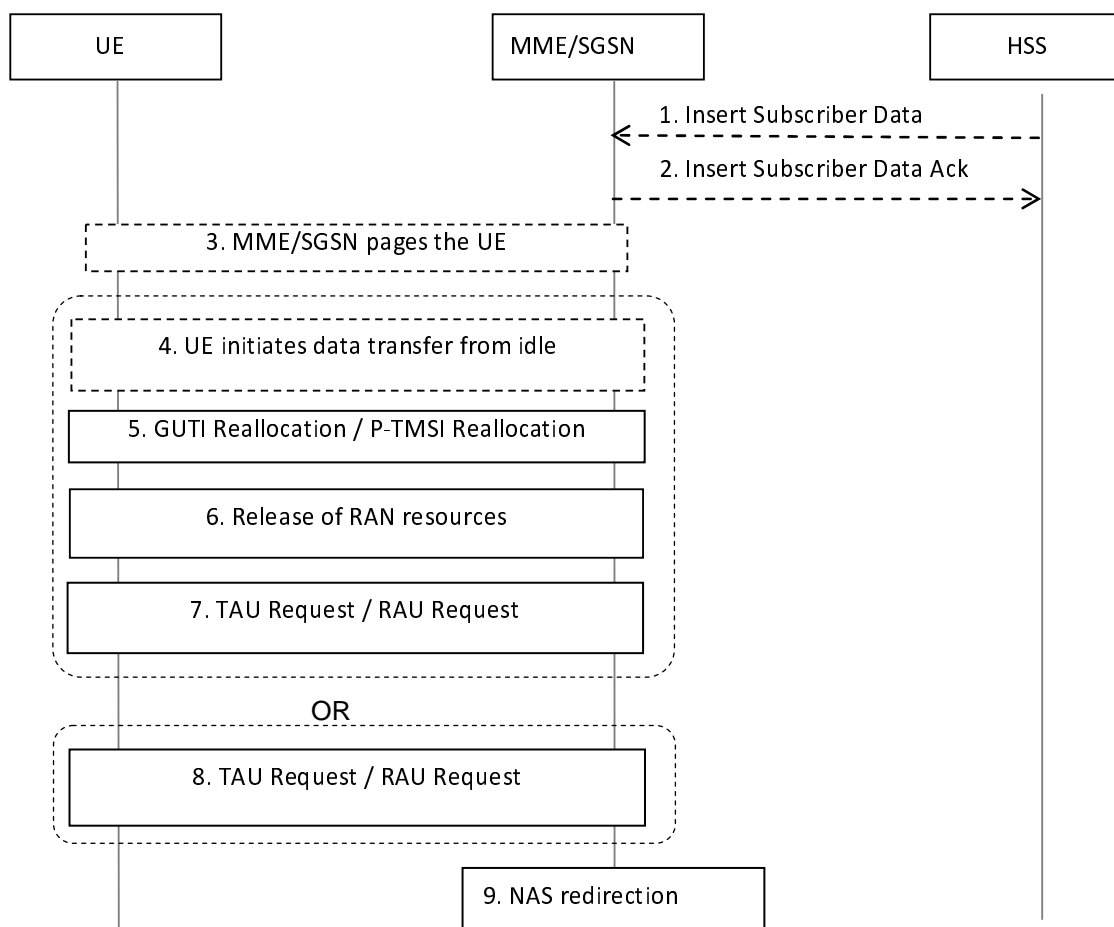 UE
MME/SGSN
HSS
1. Insert Subscriber Data
2. Insert Subscriber Data Ack
3. MME/SGSN pages the UE
4. UE initiates data transfer from idle
5. GUTI Reallocation / P-TMSI Reallocation
6. Release of RAN resources
7. TAU Request / RAU Request
OR
8. TAU Request / RAU Request
9. NAS redirection